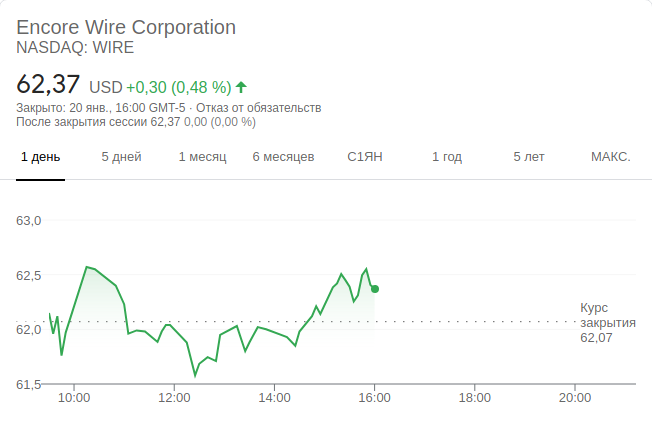 Encore Wire Corporation
NASDAQ: WIRE
62,37 USD +0,30 (0,48 %)
Закрыто: 20 янв., 16:00 GMT-5 · Отказ от обязательств
После закрытия сессии 62,37 0,00 (0,00 %)
1 день 5 дней 1 месяц 6 месяцев С1ЯН 1 год 5 лет МАКС.
63,0
62,5
62,0
61,5
Курс
закрытия
62,07
10:00 12:00 14:00 16:00 18:00 20:00